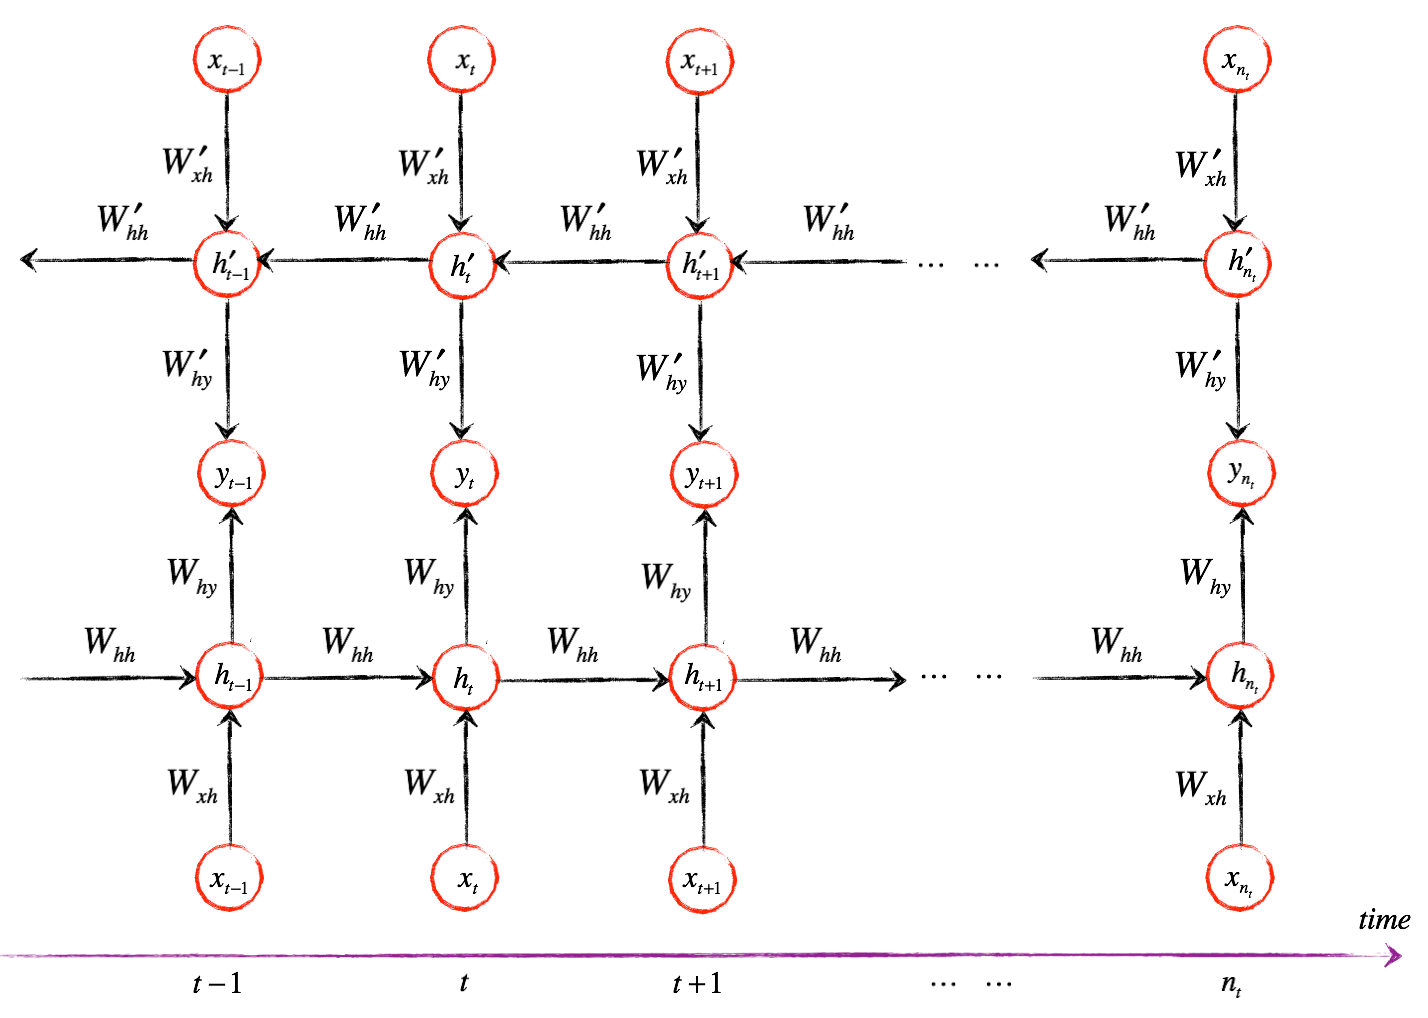 x_{t-1} x_t x_{t+1} x_{n_t}
W'_{xh} W'_{xh} W'_{xh} W'_{xh}
W'_{hh} W'_{hh} W'_{hh} W'_{hh} W'_{hh}
h'_{t-1} h'_t h'_{t+1} ... ... h'_{n_t}
W'_{hy} W'_{hy} W'_{hy} W'_{hy}
y_{t-1} y_t y_{t+1} y_{n_t}
W_{hy} W_{hy} W_{hy} W_{hy}
W_{hh} W_{hh} W_{hh} W_{hh} W_{hh}
h_{t-1} h_t h_{t+1} ... ... h_{n_t}
W_{xh} W_{xh} W_{xh} W_{xh}
x_{t-1} x_t x_{t+1} x_{n_t}
time
t-1 t t+1 ... ... n_t